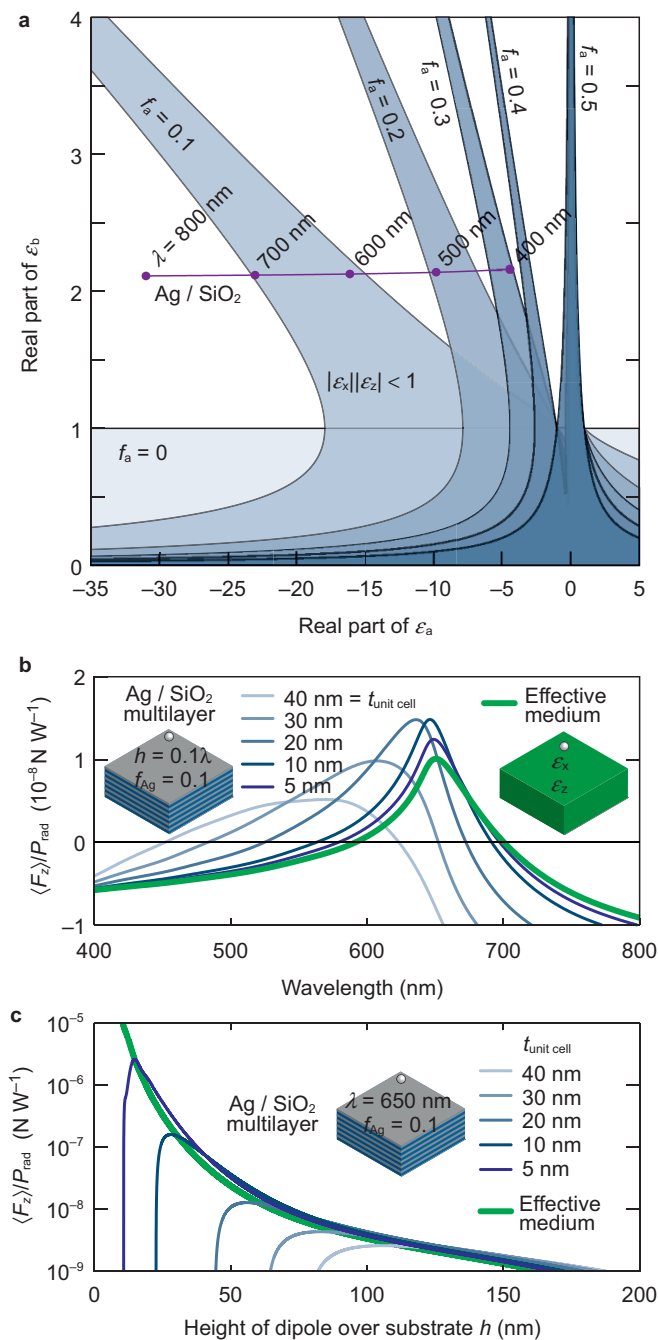 a
4
3
2
1
0
Real part of εb
fa = 0.1
fa = 0.2
fa = 0.3
fa = 0.4
fa = 0.5
λ = 800 nm
700 nm
600 nm
500 nm
400 nm
Ag / SiO2
|εx||εz| < 1
fa = 0
−35 −30 −25 −20 −15 −10 −5 0 5
Real part of εa
b
2
1
0
−1
⟨Fz⟩/Prad (10−8 N W−1)
Ag / SiO2
multilayer
h = 0.1λ
fAg = 0.1
40 nm = tunit cell
30 nm
20 nm
10 nm
5 nm
Effective
medium
εx
εz
400 500 600 700 800
Wavelength (nm)
c
10−5
10−6
10−7
10−8
10−9
⟨Fz⟩/Prad (N W−1)
Ag / SiO2
multilayer
λ = 650 nm
fAg = 0.1
tunit cell
40 nm
30 nm
20 nm
10 nm
5 nm
Effective
medium
0 50 100 150 200
Height of dipole over substrate h (nm)